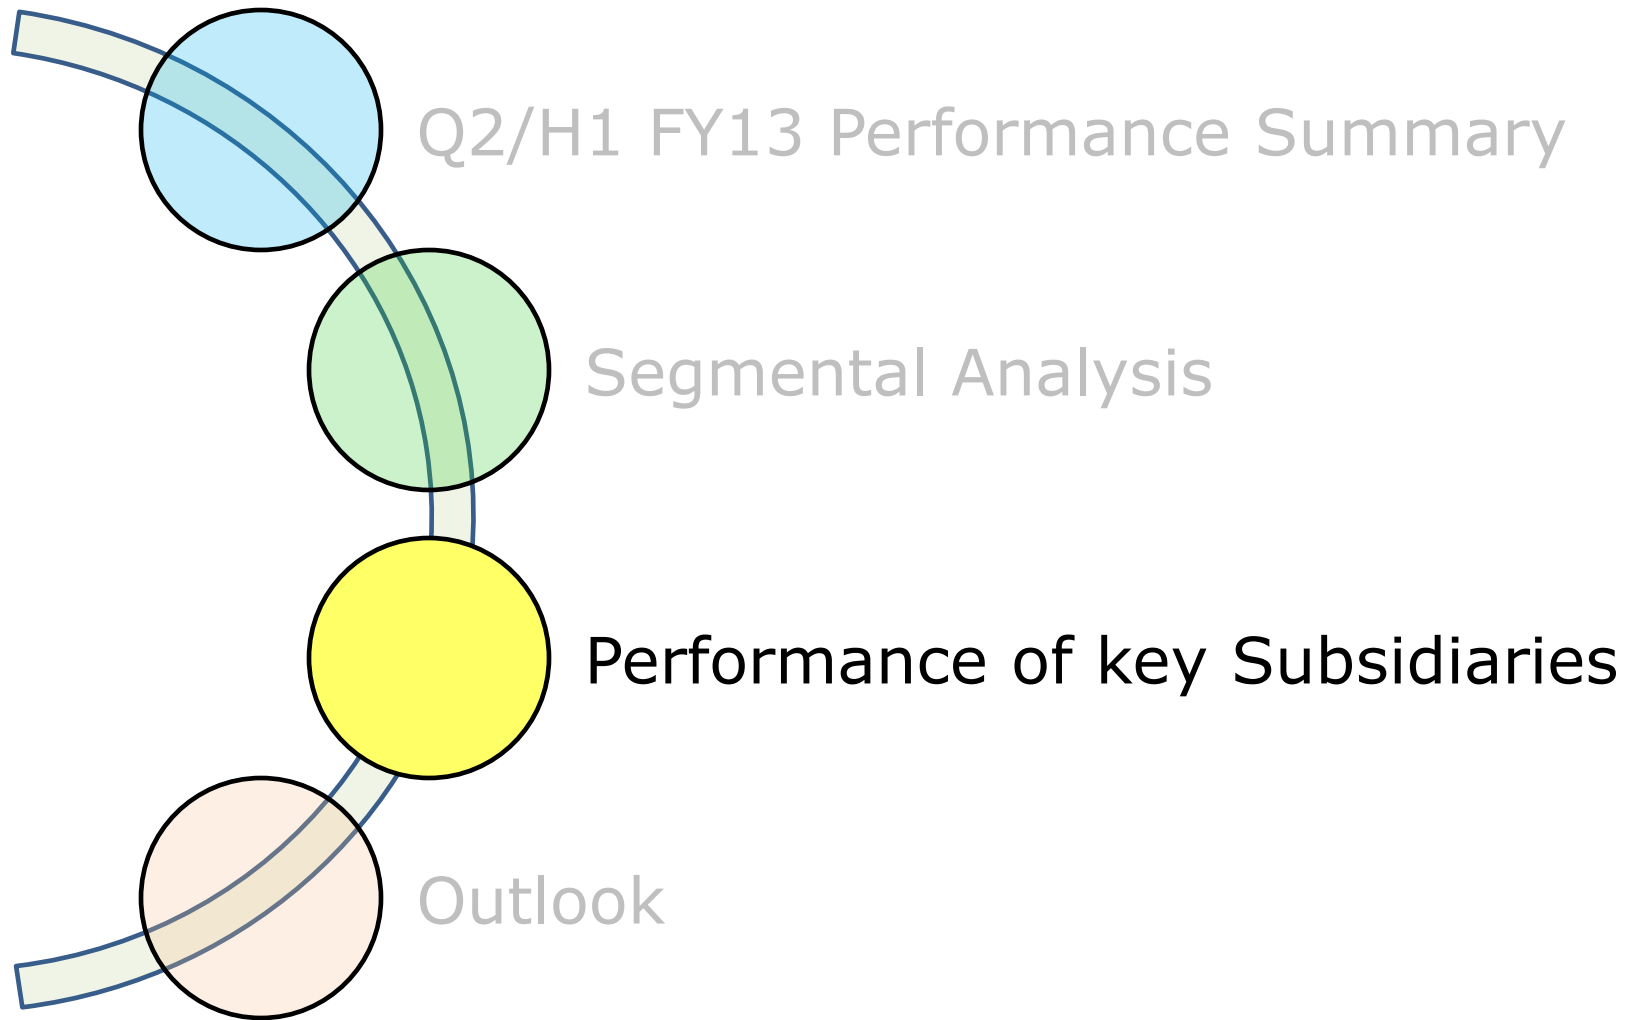 Q2/H1 FY13 Performance Summary
Segmental Analysis
Performance of key Subsidiaries
Outlook